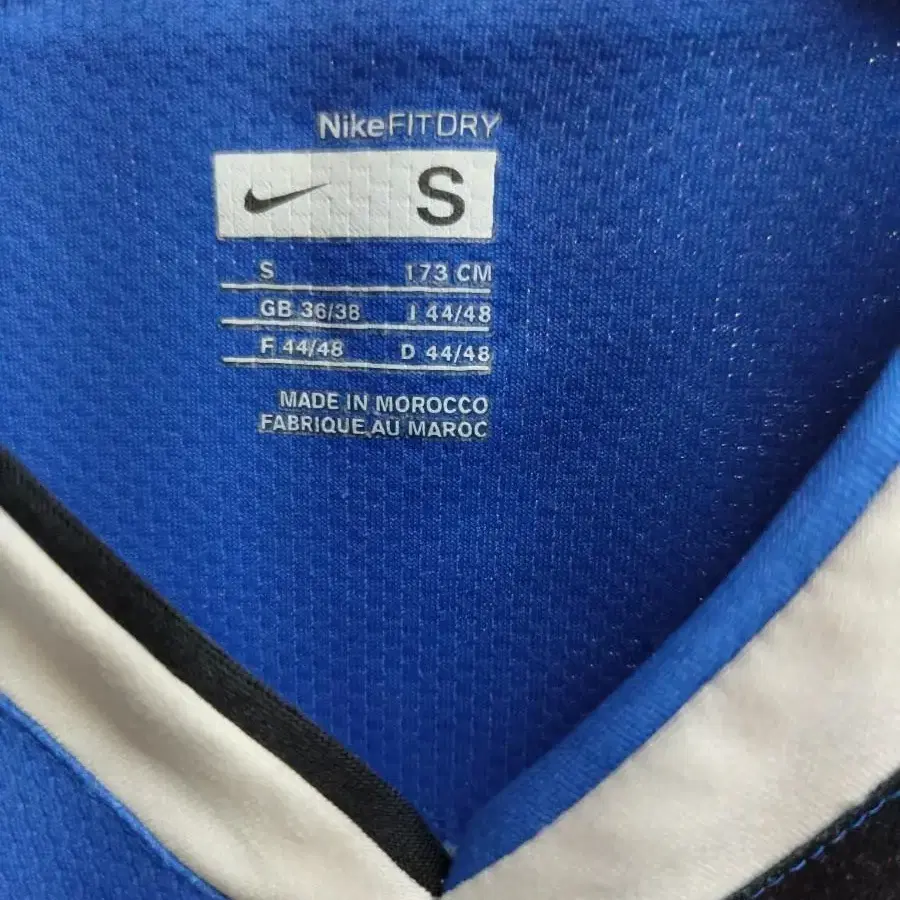 NikeFITDRY
S
S 173 CM
GB 36/38 I 44/48
F 44/48 D 44/48
MADE IN MOROCCO
FABRIQUE AU MAROC